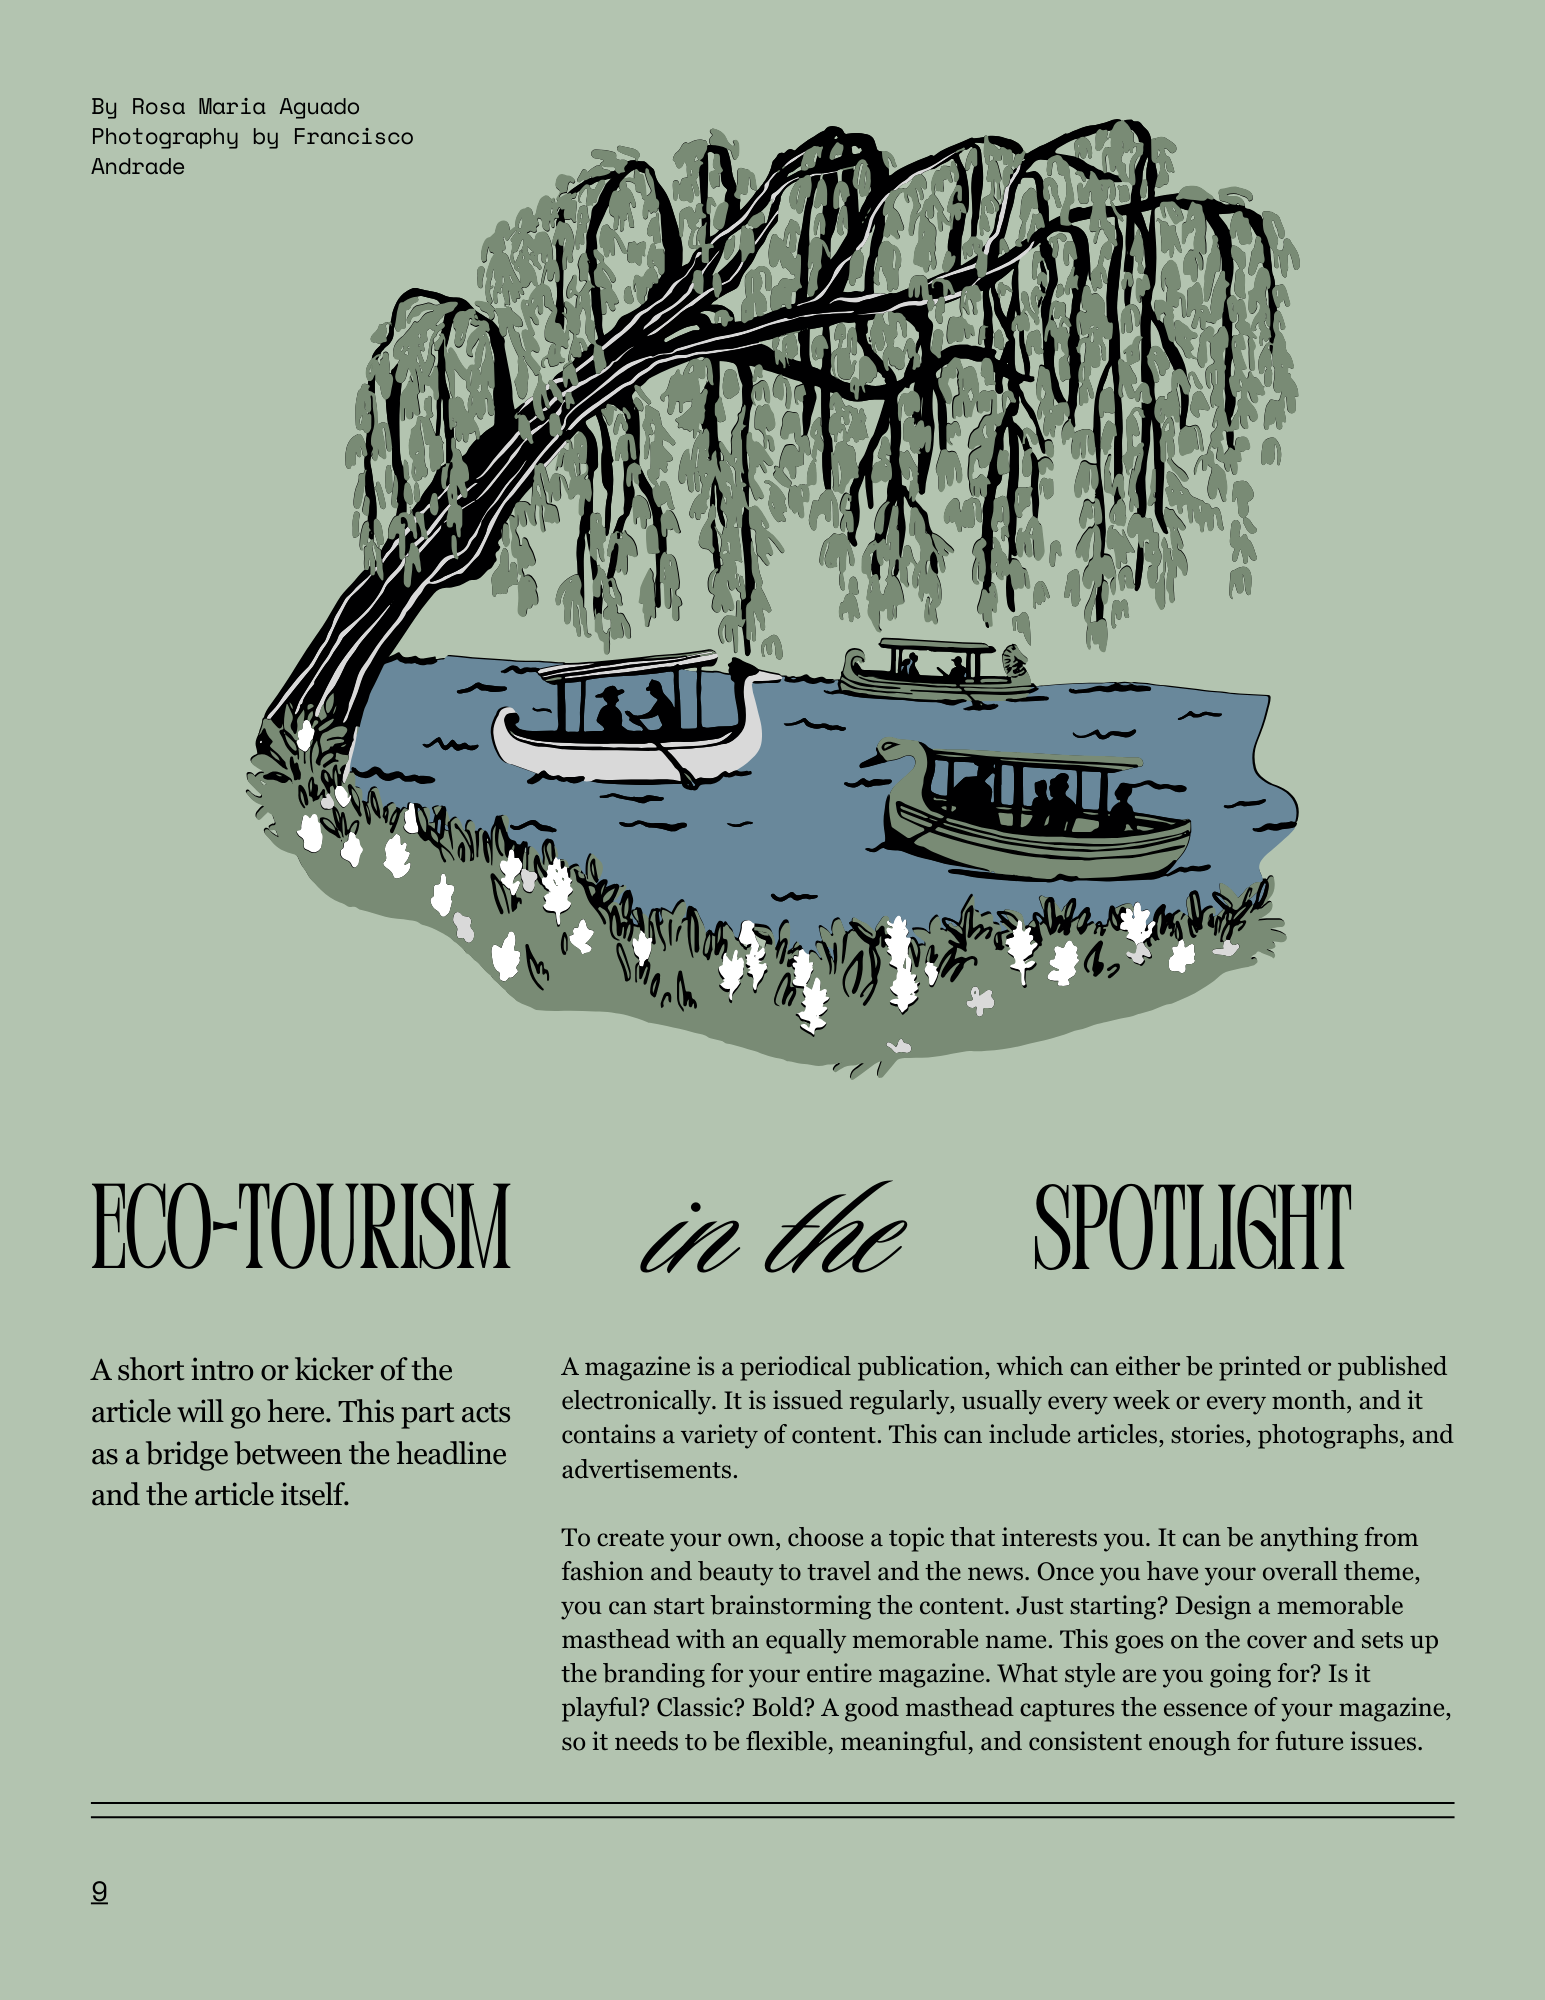 By Rosa Maria Aguado
Photography by Francisco
Andrade
ECO-TOURISM in the SPOTLIGHT
A short intro or kicker of the
article will go here. This part acts
as a bridge between the headline
and the article itself.
A magazine is a periodical publication, which can either be printed or published
electronically. It is issued regularly, usually every week or every month, and it
contains a variety of content. This can include articles, stories, photographs, and
advertisements.
To create your own, choose a topic that interests you. It can be anything from
fashion and beauty to travel and the news. Once you have your overall theme,
you can start brainstorming the content. Just starting? Design a memorable
masthead with an equally memorable name. This goes on the cover and sets up
the branding for your entire magazine. What style are you going for? Is it
playful? Classic? Bold? A good masthead captures the essence of your magazine,
so it needs to be flexible, meaningful, and consistent enough for future issues.
9